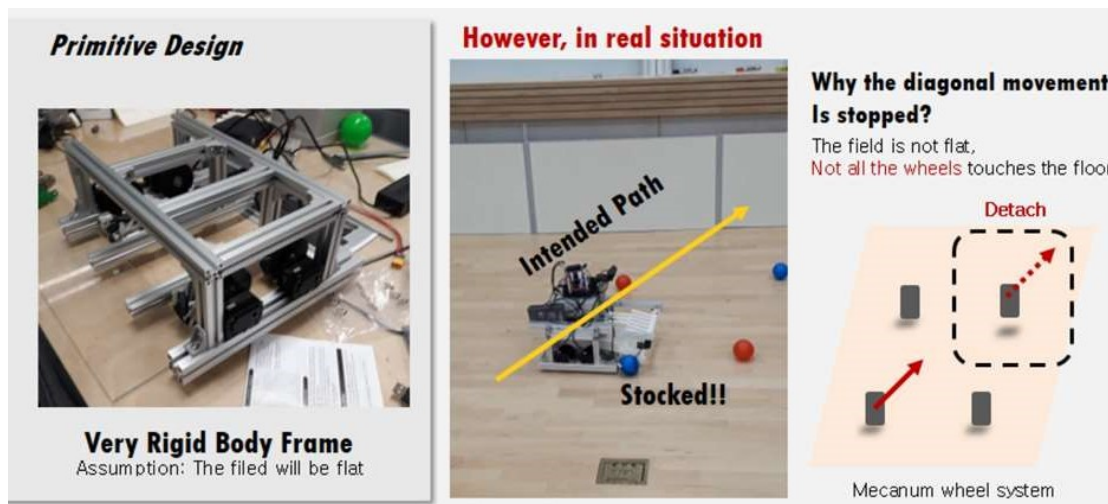 Primitive Design
Very Rigid Body Frame
Assumption: The filed will be flat
However, in real situation
Intended Path
Stocked!!
Why the diagonal movement
Is stopped?
The field is not flat,
Not all the wheels touches the floor
Detach
Mecanum wheel system